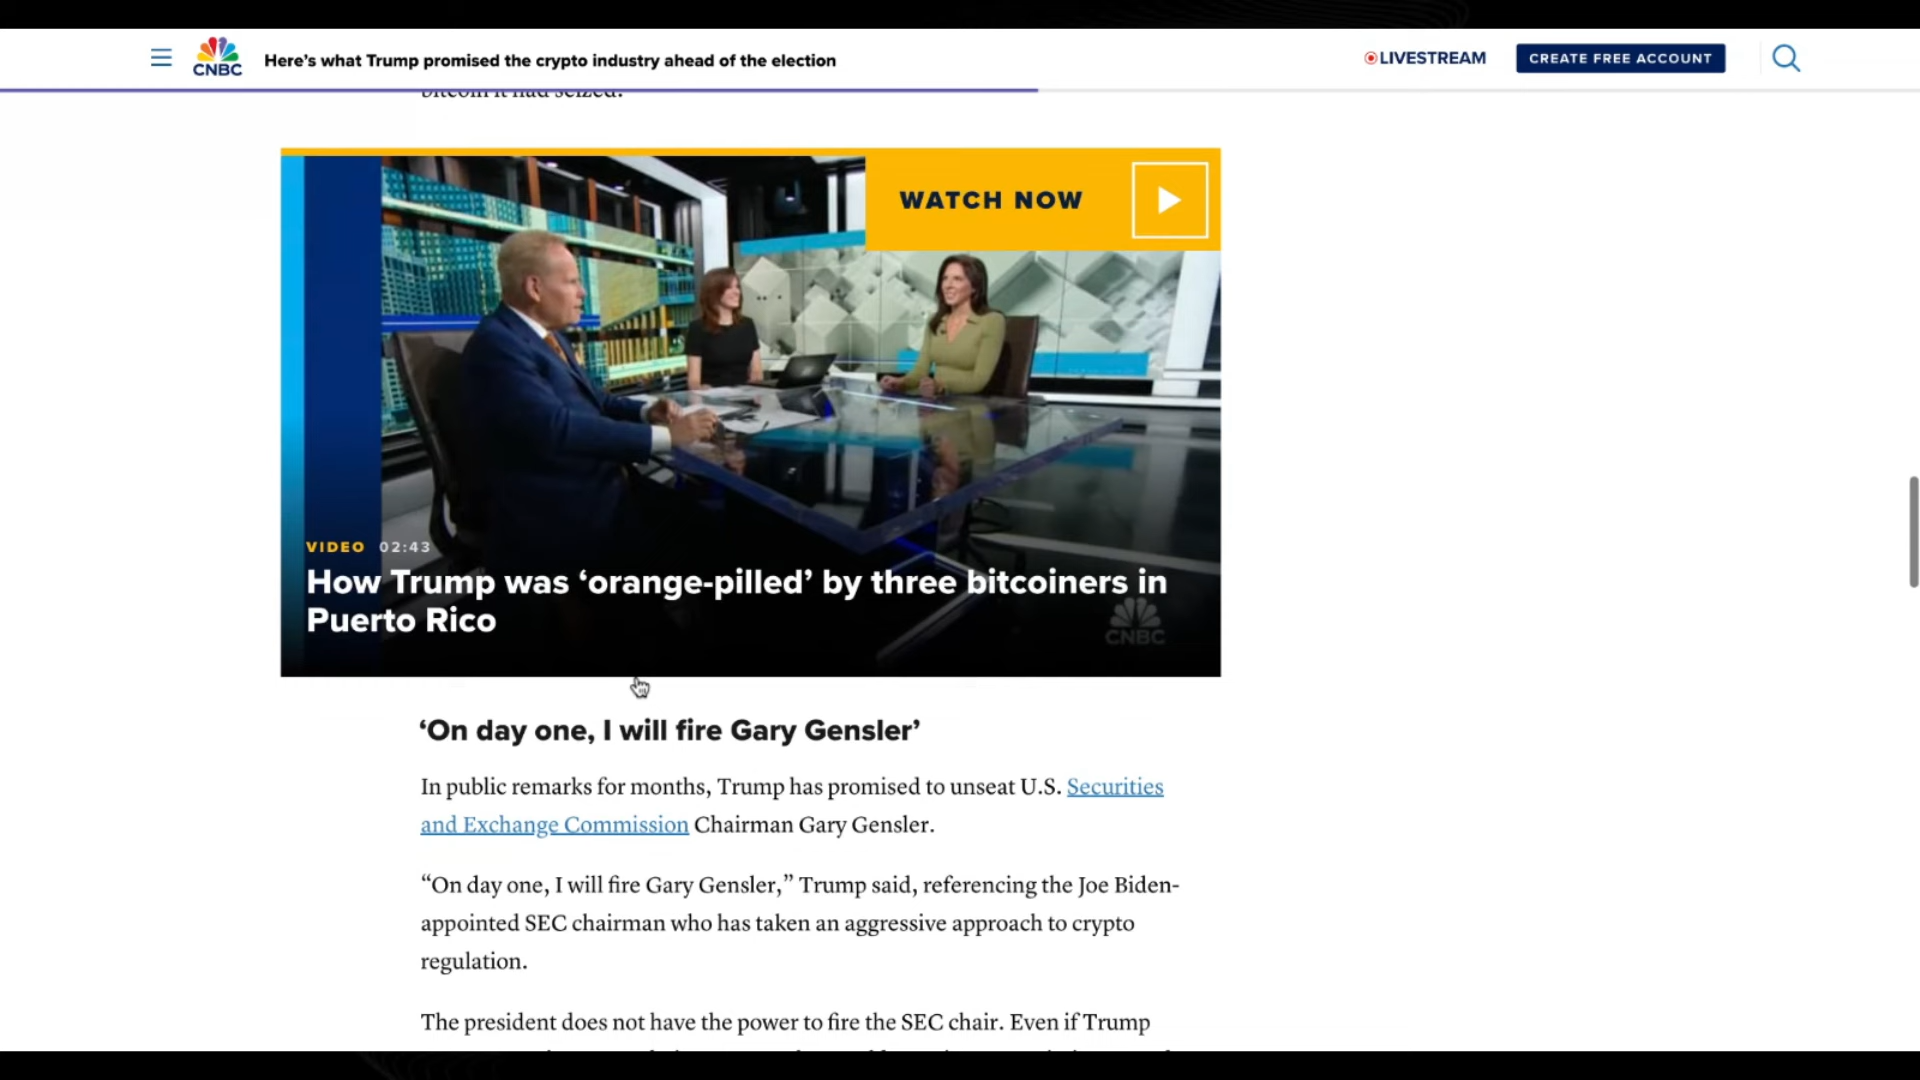 CNBC
Here's what Trump promised the crypto industry ahead of the election
LIVESTREAM
CREATE FREE ACCOUNT
bitcoin it had seized.
WATCH NOW
VIDEO 02:43
How Trump was ‘orange-pilled’ by three bitcoiners in
Puerto Rico
CNBC
‘On day one, I will fire Gary Gensler’
In public remarks for months, Trump has promised to unseat U.S. Securities
and Exchange Commission Chairman Gary Gensler.
“On day one, I will fire Gary Gensler,” Trump said, referencing the Joe Biden-
appointed SEC chairman who has taken an aggressive approach to crypto
regulation.
The president does not have the power to fire the SEC chair. Even if Trump